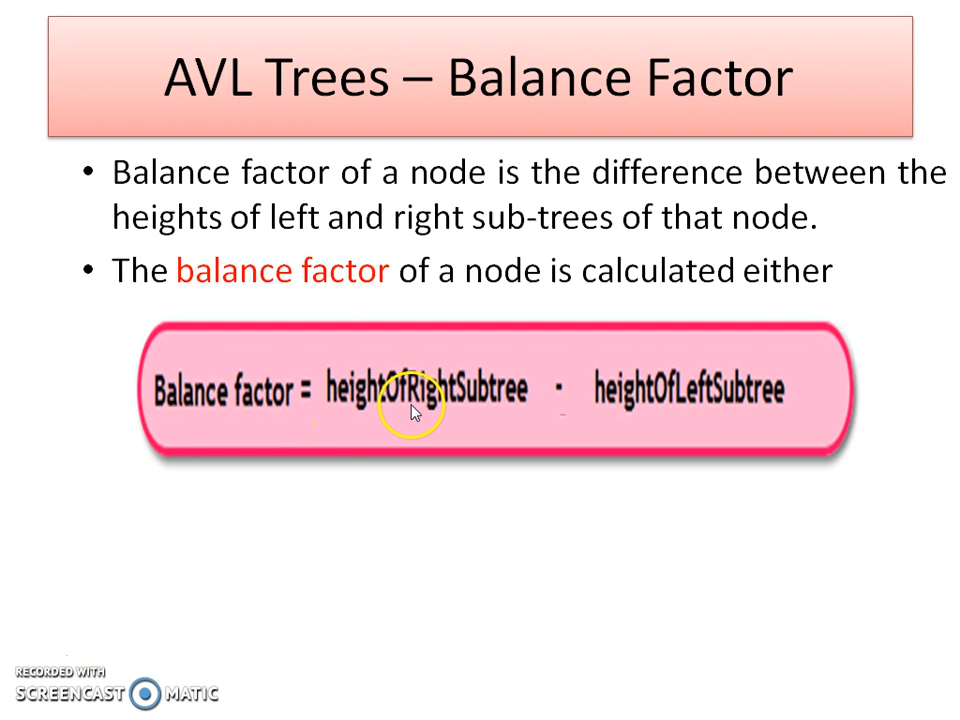 AVL Trees – Balance Factor
• Balance factor of a node is the difference between the
heights of left and right sub-trees of that node.
• The balance factor of a node is calculated either
Balance factor = heightOfRightSubtree - heightOfLeftSubtree
RECORDED WITH
SCREENCAST MATIC